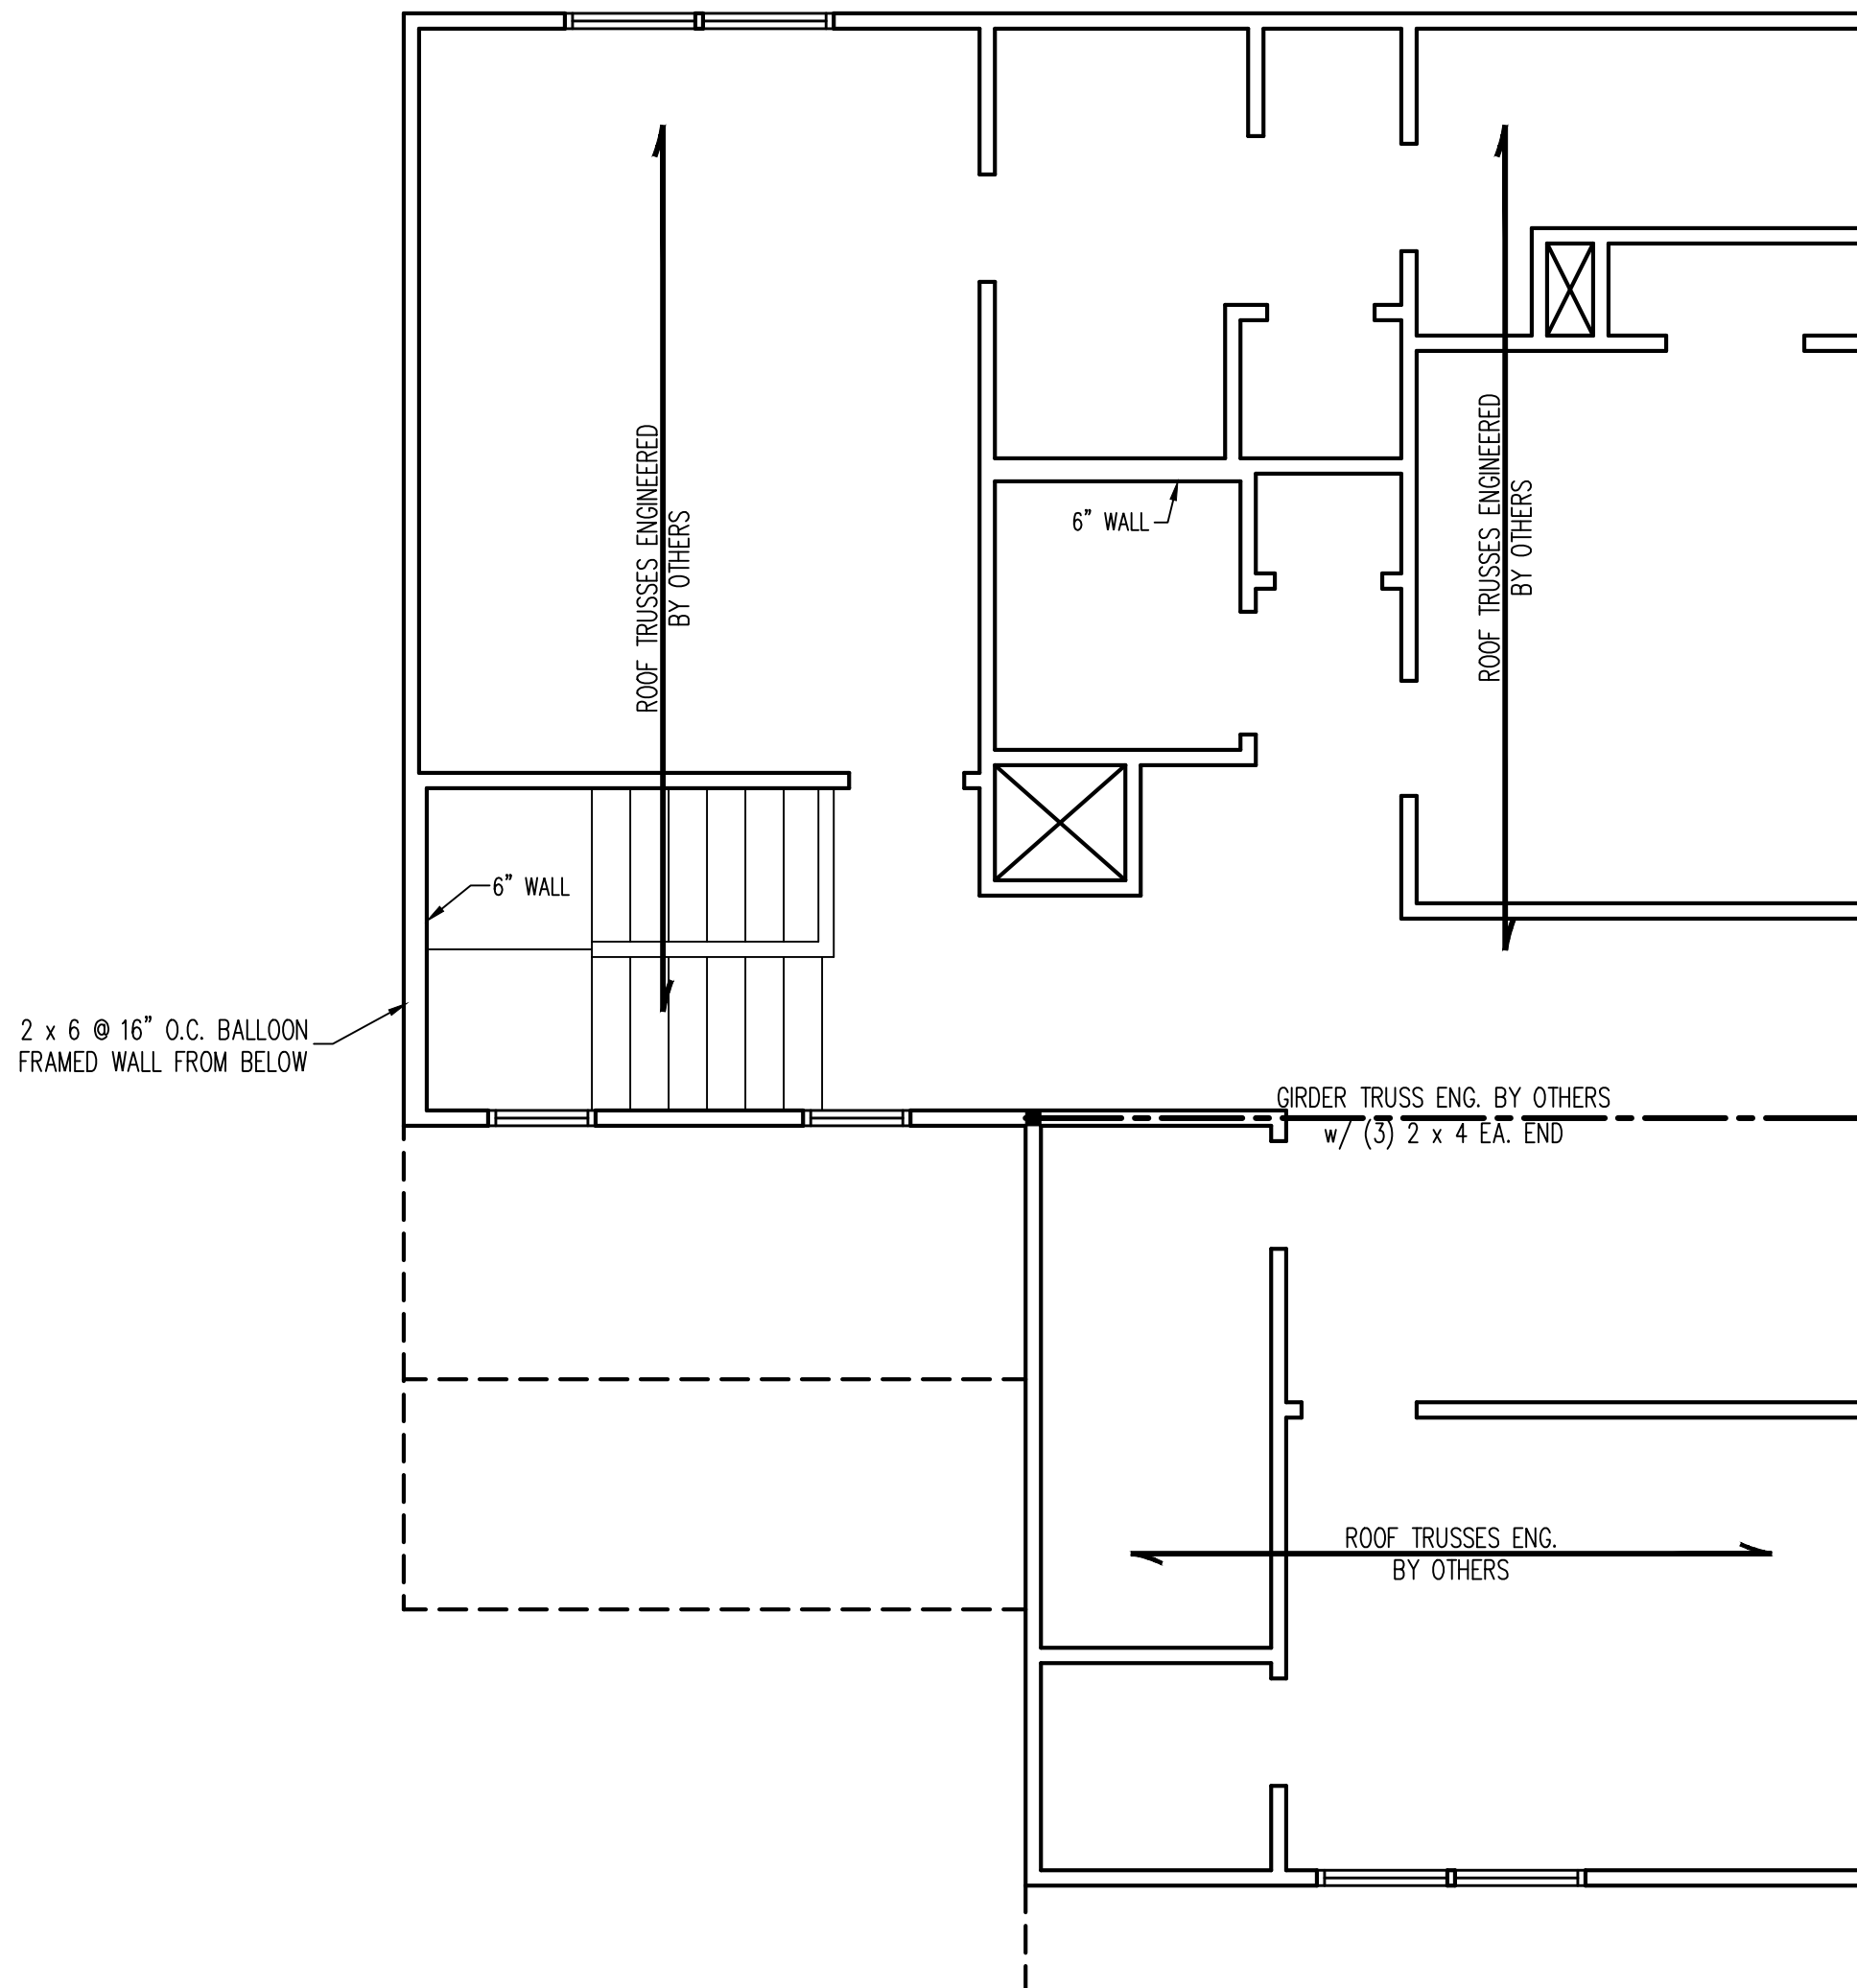 ROOF TRUSSES ENGINEERED
BY OTHERS
ROOF TRUSSES ENGINEERED
BY OTHERS
6" WALL
6" WALL
2 x 6 @ 16" O.C. BALLOON
FRAMED WALL FROM BELOW
GIRDER TRUSS ENG. BY OTHERS
w/ (3) 2 x 4 EA. END
ROOF TRUSSES ENG.
BY OTHERS